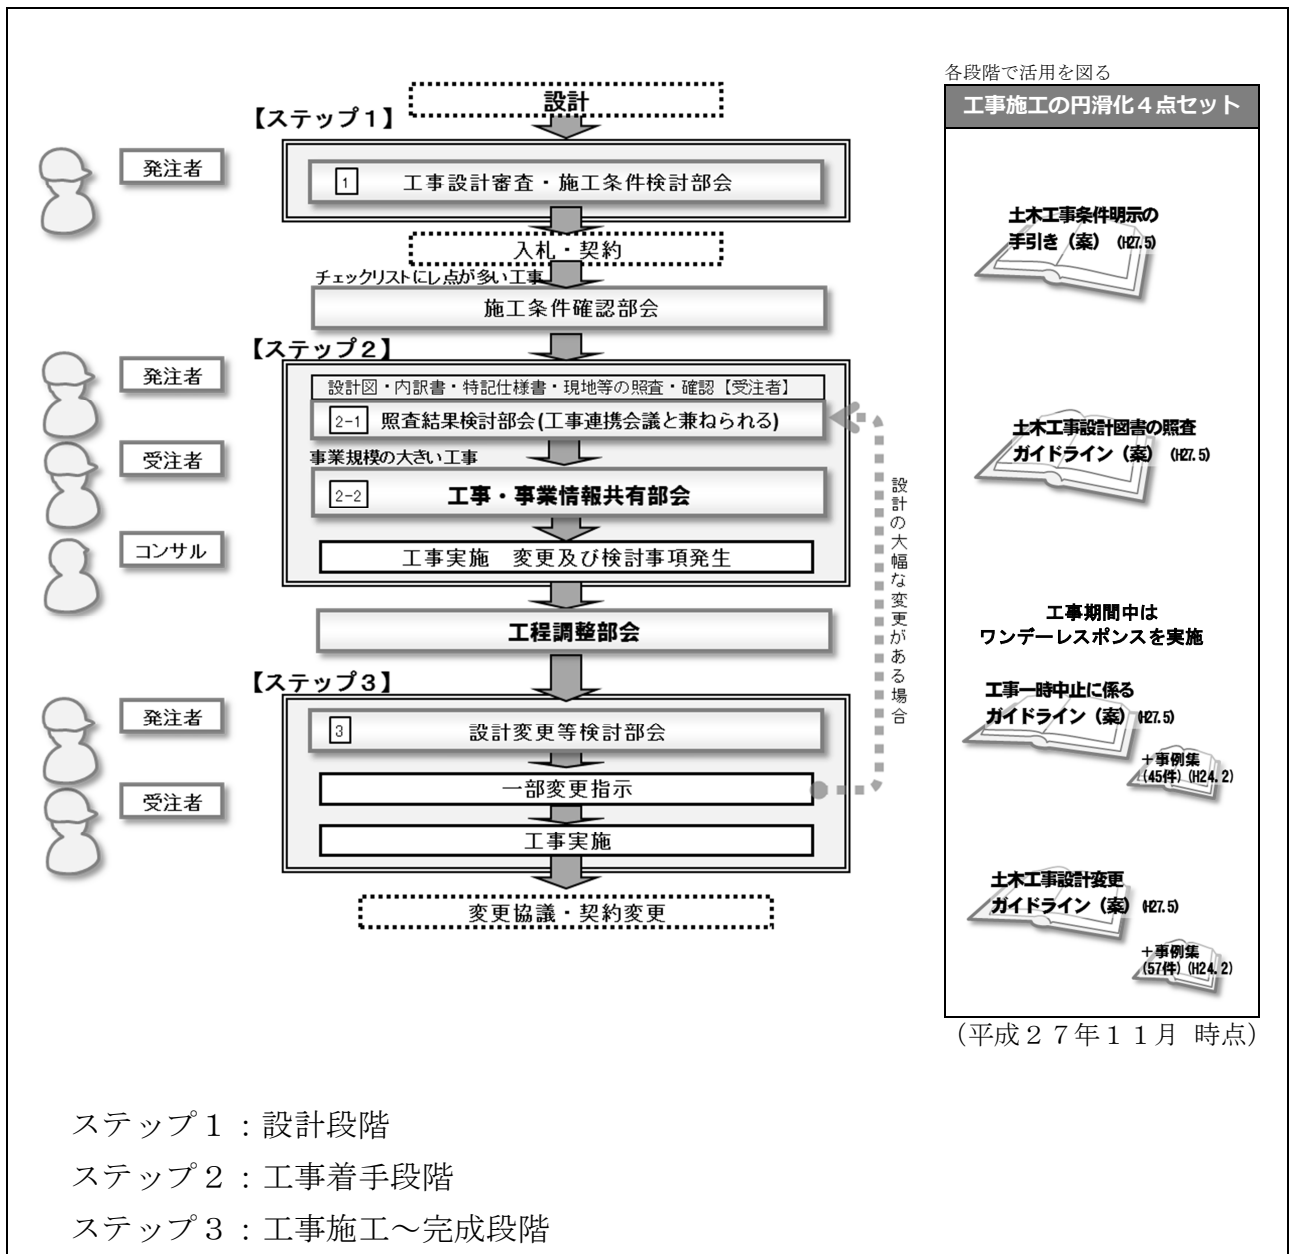 設計
【ステップ１】
発注者
1 工事設計審査・施工条件検討部会
入札・契約
チェックリストにレ点が多い工事
施工条件確認部会
【ステップ２】
発注者
受注者
コンサル
設計図・内訳書・特記仕様書・現地等の照査・確認【受注者】
2-1 照査結果検討部会(工事連携会議と兼ねられる)
事業規模の大きい工事
2-2 工事・事業情報共有部会
工事実施　変更及び検討事項発生
設計の大幅な変更がある場合
工程調整部会
【ステップ３】
発注者
受注者
3 設計変更等検討部会
一部変更指示
工事実施
変更協議・契約変更
各段階で活用を図る
工事施工の円滑化４点セット
土木工事条件明示の
手引き（案）(H27.5)
土木工事設計図書の照査
ガイドライン（案）(H27.5)
工事期間中は
ワンデーレスポンスを実施
工事一時中止に係る
ガイドライン（案）(H27.5)
＋事例集
(45件)(H24.2)
土木工事設計変更
ガイドライン（案）(H27.5)
＋事例集
(57件)(H24.2)
（平成２７年１１月 時点）
ステップ１：設計段階
ステップ２：工事着手段階
ステップ３：工事施工～完成段階